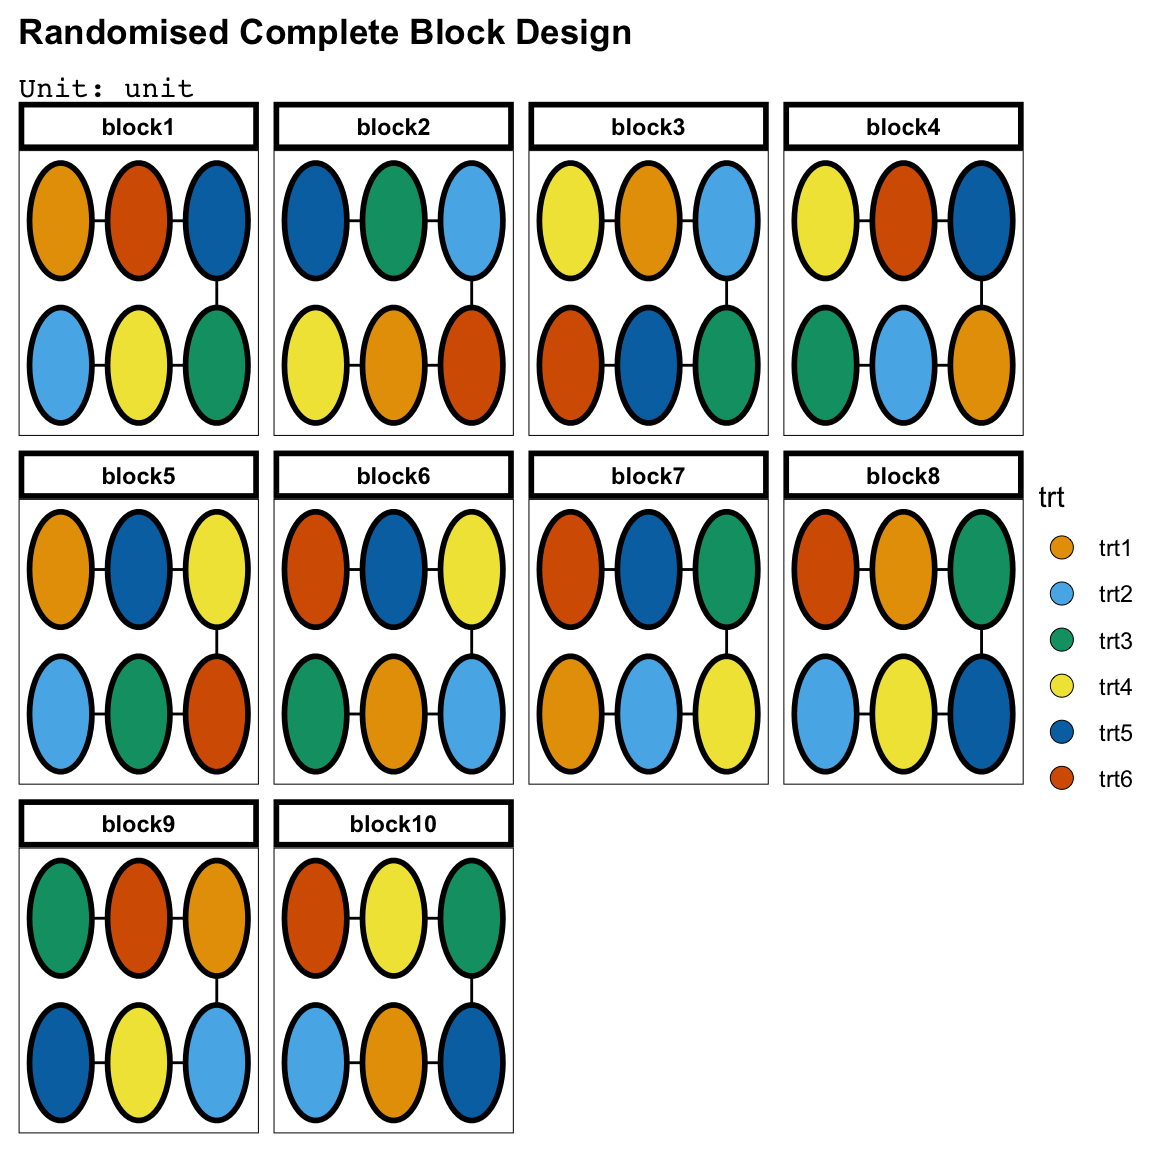 Randomised Complete Block Design
Unit: unit
block1
block2
block3
block4
block5
block6
block7
block8
block9
block10
trt
trt1
trt2
trt3
trt4
trt5
trt6